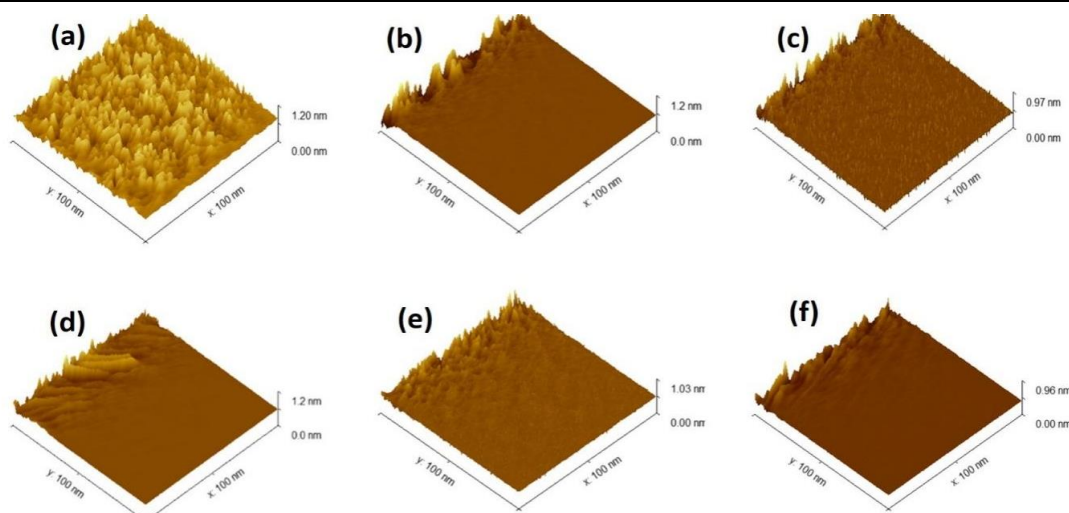 (a)
1.20 nm
0.00 nm
y: 100 nm
x: 100 nm
(b)
1.2 nm
0.0 nm
y: 100 nm
x: 100 nm
(c)
0.97 nm
0.00 nm
y: 100 nm
x: 100 nm
(d)
1.2 nm
0.0 nm
y: 100 nm
x: 100 nm
(e)
1.03 nm
0.00 nm
y: 100 nm
x: 100 nm
(f)
0.96 nm
0.00 nm
y: 100 nm
x: 100 nm